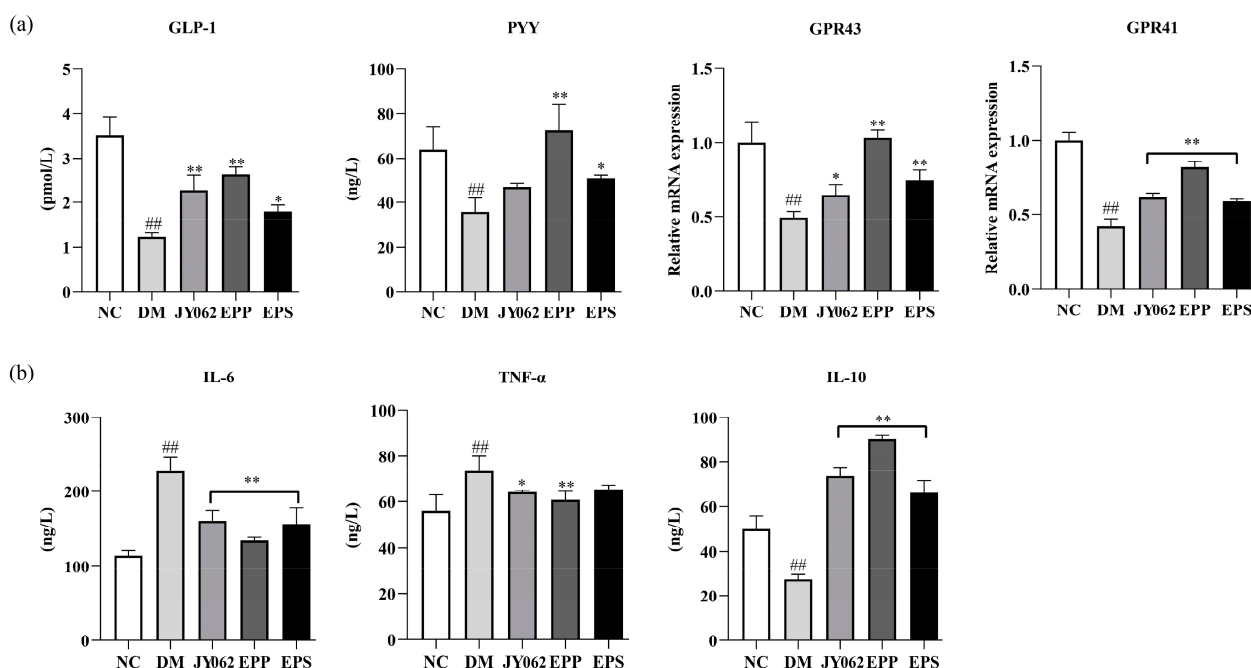 (a)
GLP-1
(pmol/L)
5
4
3
2
1
0
##
**
**
*
NC DM JY062 EPP EPS
PYY
(ng/L)
100
80
60
40
20
0
##
**
*
NC DM JY062 EPP EPS
GPR43
Relative mRNA expression
1.5
1.0
0.5
0.0
##
*
**
**
NC DM JY062 EPP EPS
GPR41
Relative mRNA expression
1.5
1.0
0.5
0.0
##
**
NC DM JY062 EPP EPS
(b)
IL-6
(ng/L)
300
200
100
0
##
**
NC DM JY062 EPP EPS
TNF-α
(ng/L)
100
80
60
40
20
0
##
*
**
NC DM JY062 EPP EPS
IL-10
(ng/L)
100
80
60
40
20
0
##
**
NC DM JY062 EPP EPS